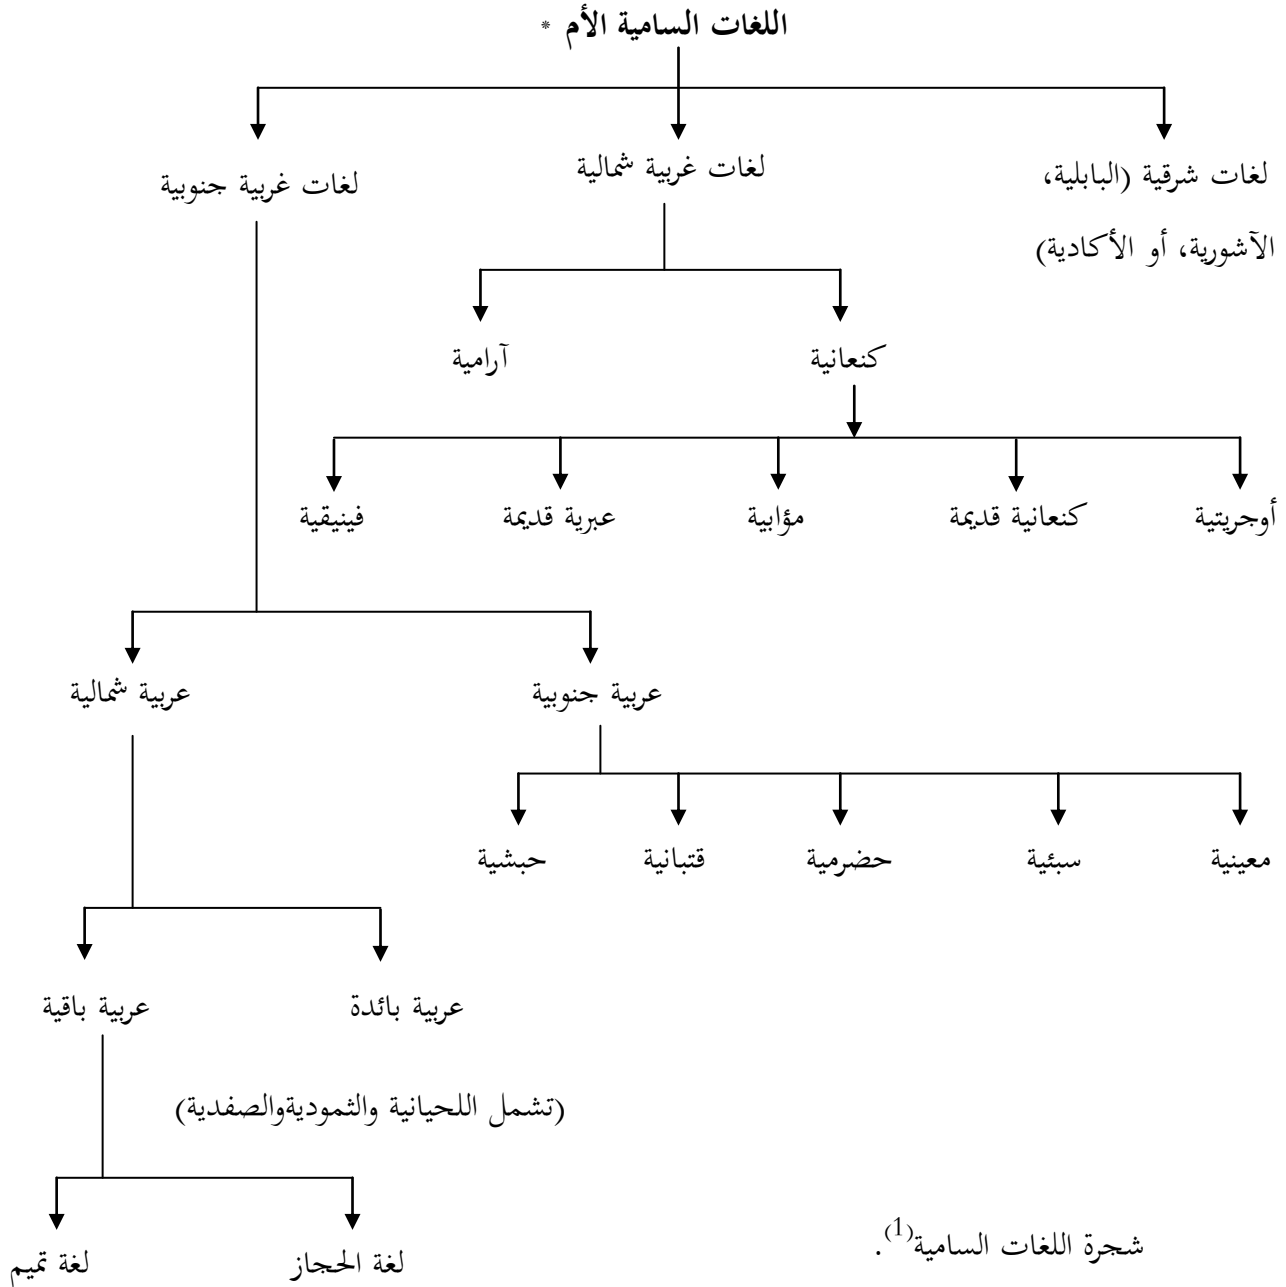 اللغات السامية الأم *
لغات شرقية (البابلية،
الآشورية، أو الأكادية)
لغات غربية شمالية
لغات غربية جنوبية
كنعانية
آرامية
أوجريتية
كنعانية قديمة
مؤابية
عبرية قديمة
فينيقية
عربية جنوبية
عربية شمالية
معينية
سبئية
حضرمية
قتبانية
حبشية
عربية بائدة
عربية باقية
(تشمل اللحيانية والثموديةوالصفدية)
لغة الحجاز
لغة تميم
شجرة اللغات السامية(1).